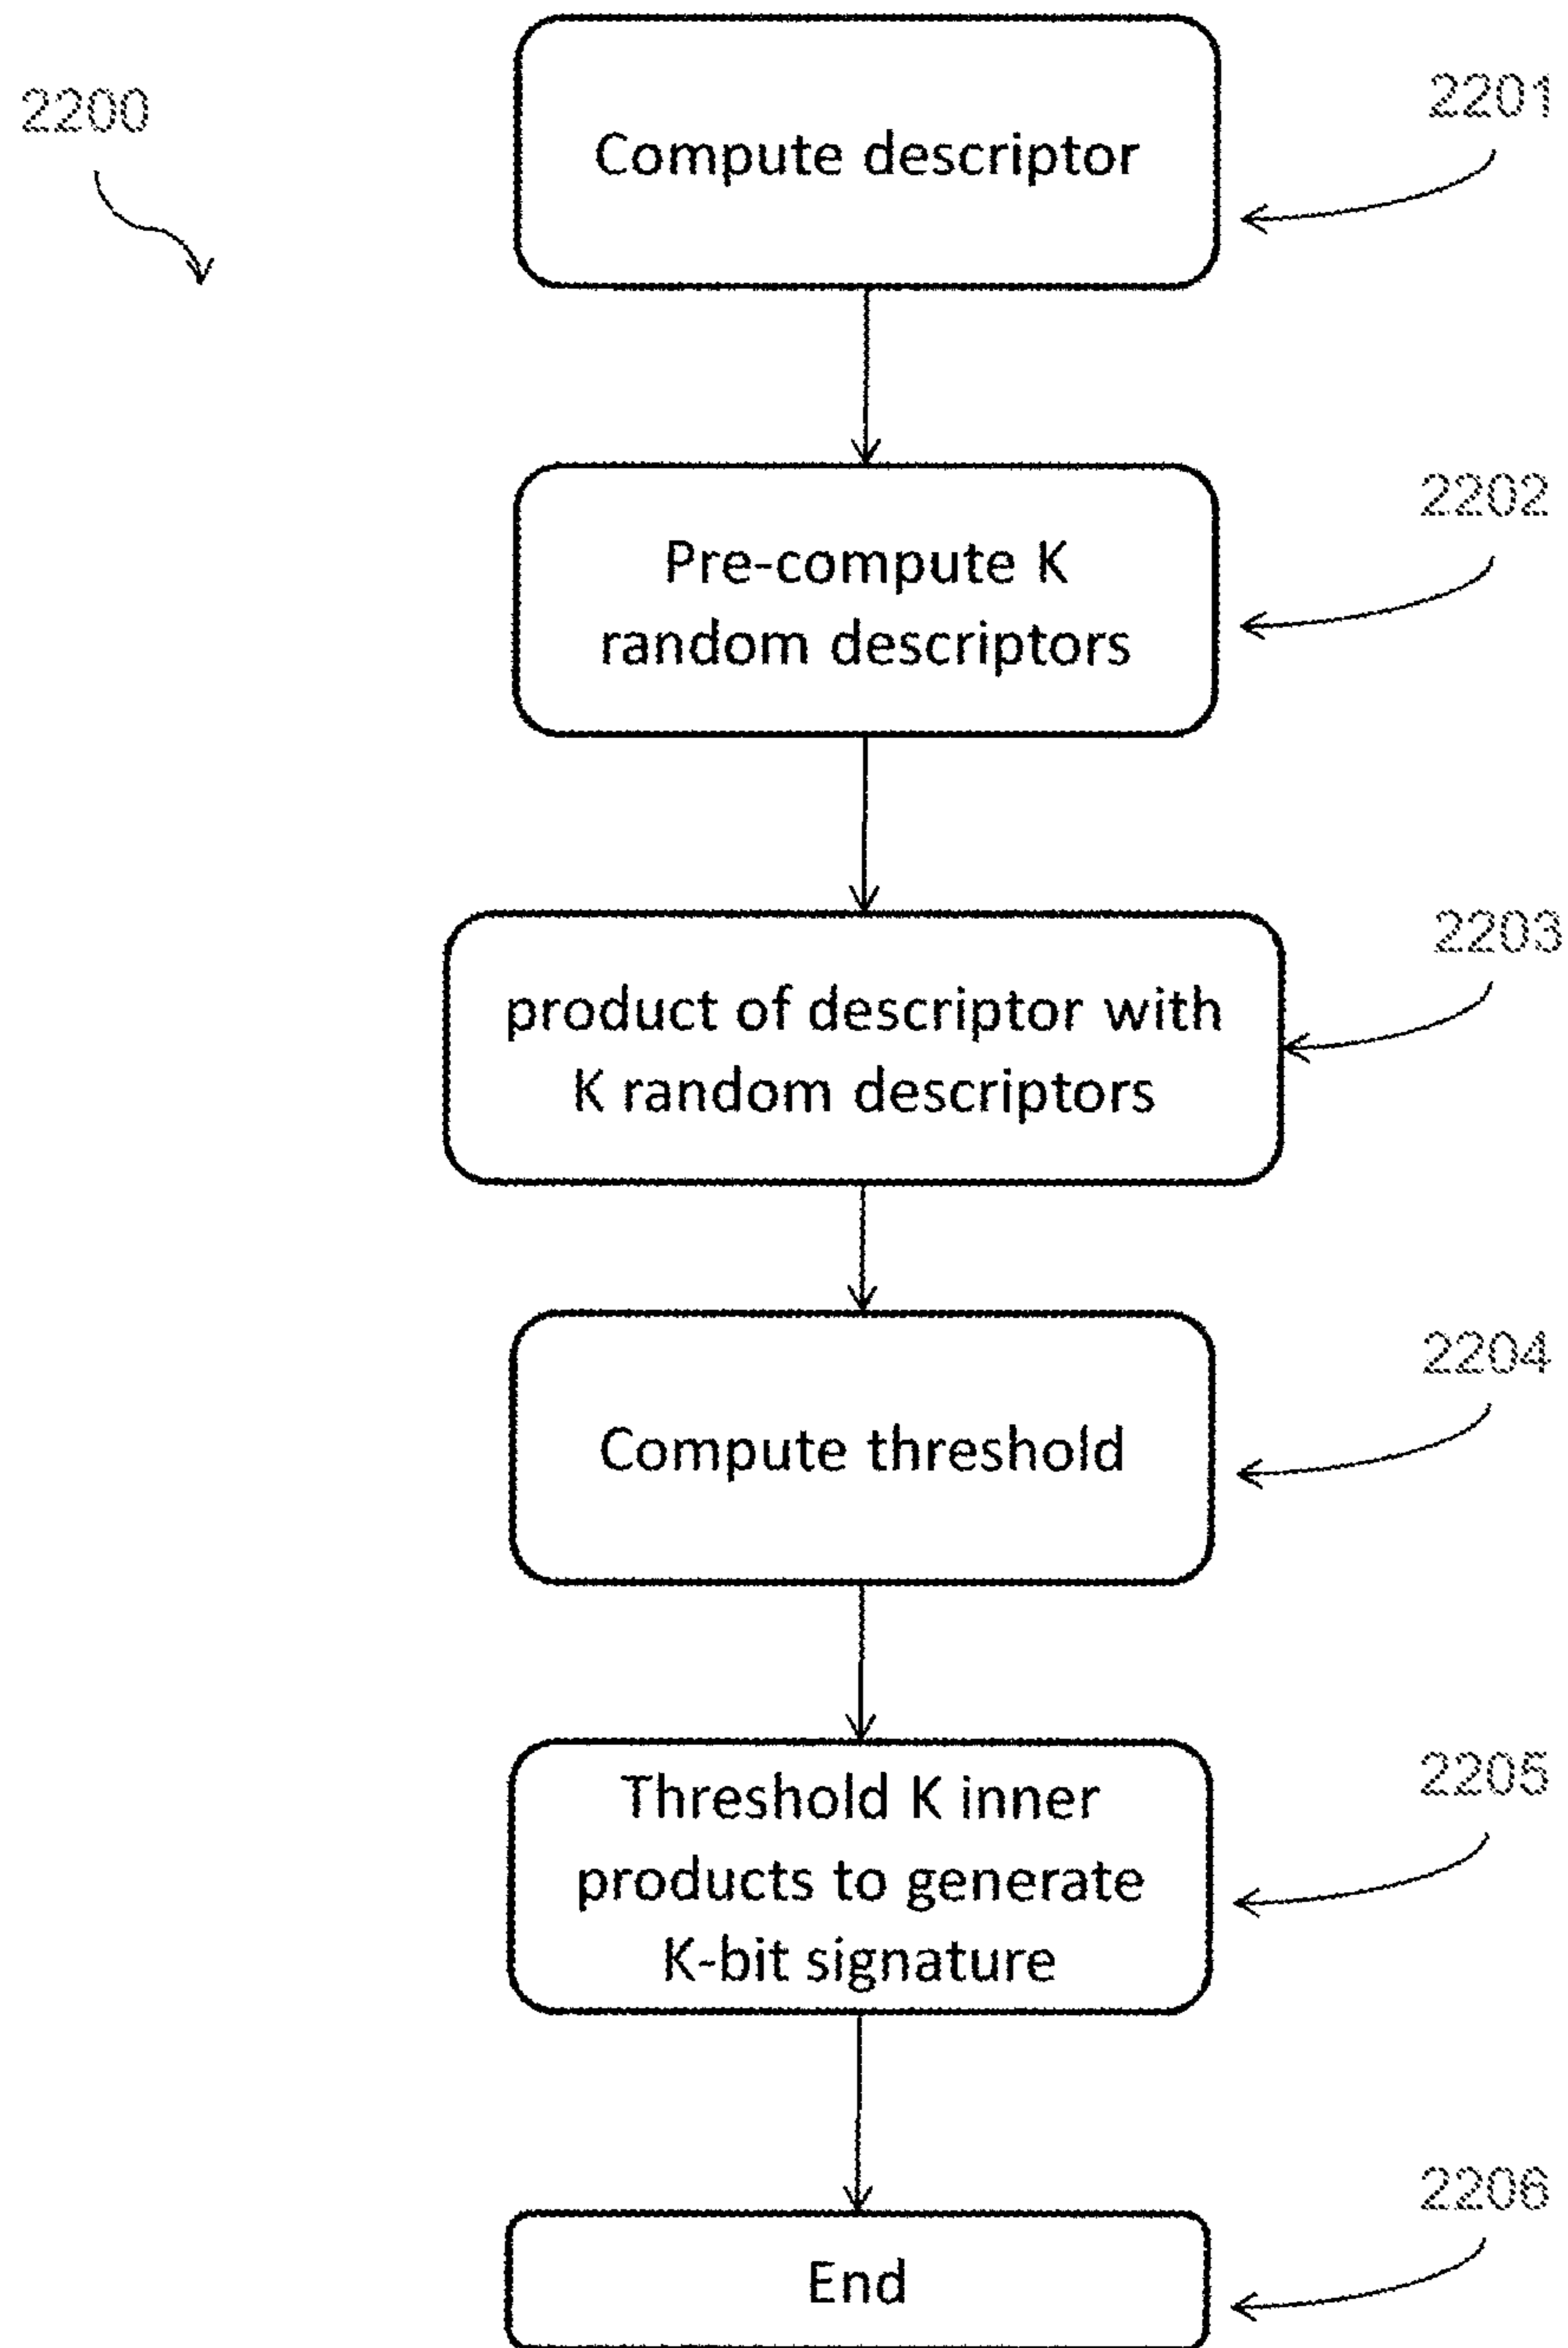 2200
2201
Compute descriptor
2202
Pre-compute K
random descriptors
2203
product of descriptor with
K random descriptors
2204
Compute threshold
2205
Threshold K inner
products to generate
K-bit signature
2206
End